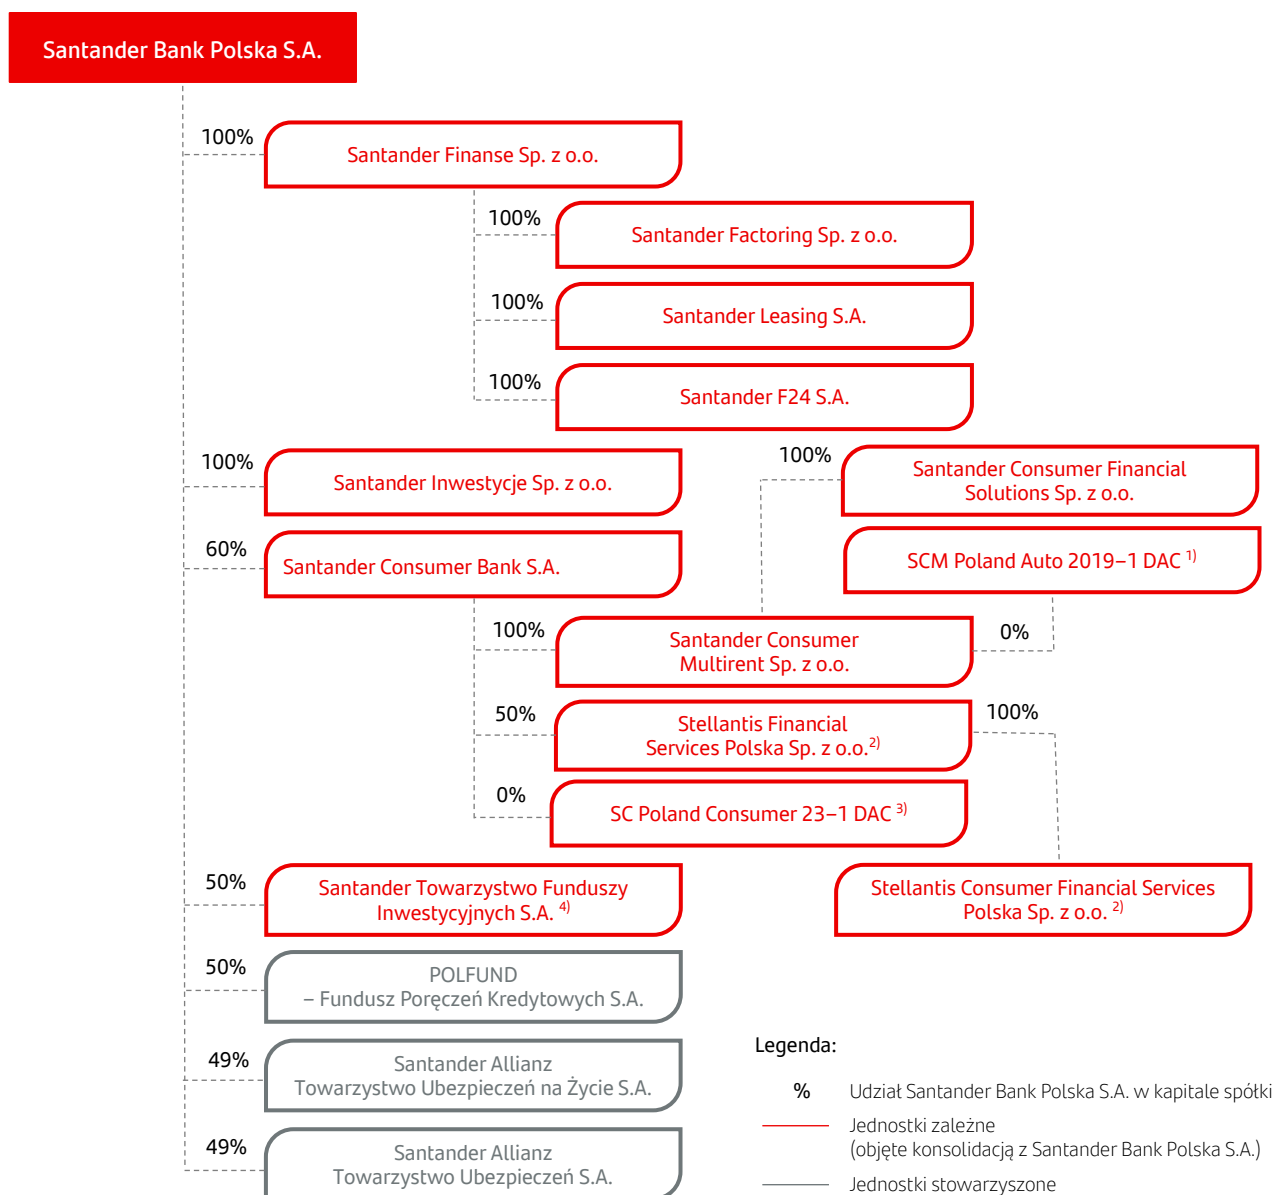 Santander Bank Polska S.A.
100%
Santander Finanse Sp. z o.o.
100%
Santander Factoring Sp. z o.o.
100%
Santander Leasing S.A.
100%
Santander F24 S.A.
100%
Santander Inwestycje Sp. z o.o.
100%
Santander Consumer Financial
Solutions Sp. z o.o.
60%
Santander Consumer Bank S.A.
SCM Poland Auto 2019–1 DAC 1)
100%
Santander Consumer
Multirent Sp. z o.o.
0%
50%
Stellantis Financial
Services Polska Sp. z o.o.2)
100%
0%
SC Poland Consumer 23–1 DAC 3)
50%
Santander Towarzystwo Funduszy
Inwestycyjnych S.A. 4)
Stellantis Consumer Financial Services
Polska Sp. z o.o. 2)
50%
POLFUND
– Fundusz Poręczeń Kredytowych S.A.
49%
Santander Allianz
Towarzystwo Ubezpieczeń na Życie S.A.
49%
Santander Allianz
Towarzystwo Ubezpieczeń S.A.
Legenda:
% Udział Santander Bank Polska S.A. w kapitale spółki
Jednostki zależne
(objęte konsolidacją z Santander Bank Polska S.A.)
Jednostki stowarzyszone